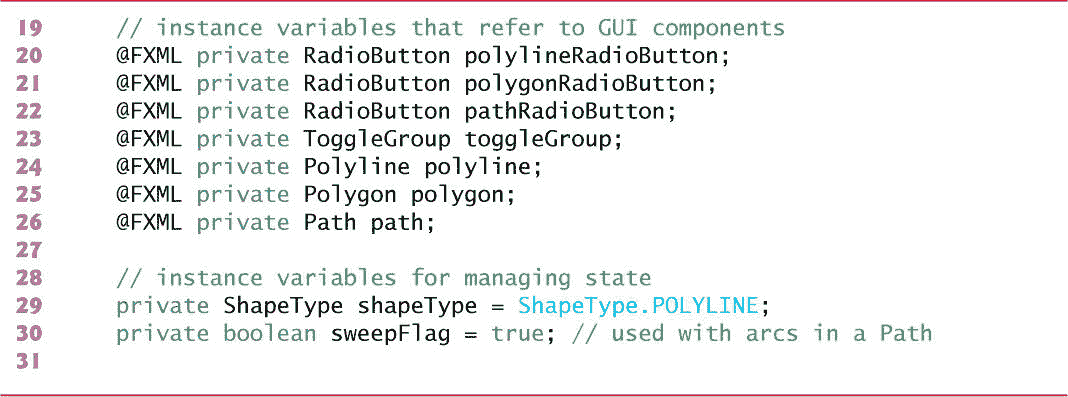 19 // instance variables that refer to GUI components
20 @FXML private RadioButton polylineRadioButton;
21 @FXML private RadioButton polygonRadioButton;
22 @FXML private RadioButton pathRadioButton;
23 @FXML private ToggleGroup toggleGroup;
24 @FXML private Polyline polyline;
25 @FXML private Polygon polygon;
26 @FXML private Path path;
27
28 // instance variables for managing state
29 private ShapeType shapeType = ShapeType.POLYLINE;
30 private boolean sweepFlag = true; // used with arcs in a Path
31